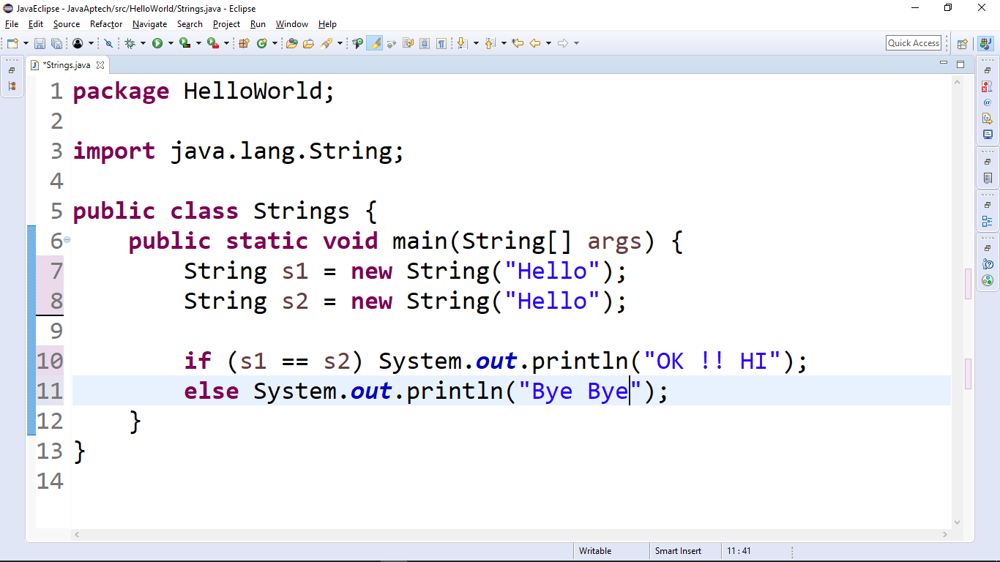 JavaEclipse - JavaAptech/src/HelloWorld/Strings.java - Eclipse
File Edit Source Refactor Navigate Search Project Run Window Help
Quick Access
*Strings.java
1 package HelloWorld;
2
3 import java.lang.String;
4
5 public class Strings {
6 public static void main(String[] args) {
7 String s1 = new String("Hello");
8 String s2 = new String("Hello");
9
10 if (s1 == s2) System.out.println("OK !! HI");
11 else System.out.println("Bye Bye");
12 }
13 }
14
Writable Smart Insert 11 : 41